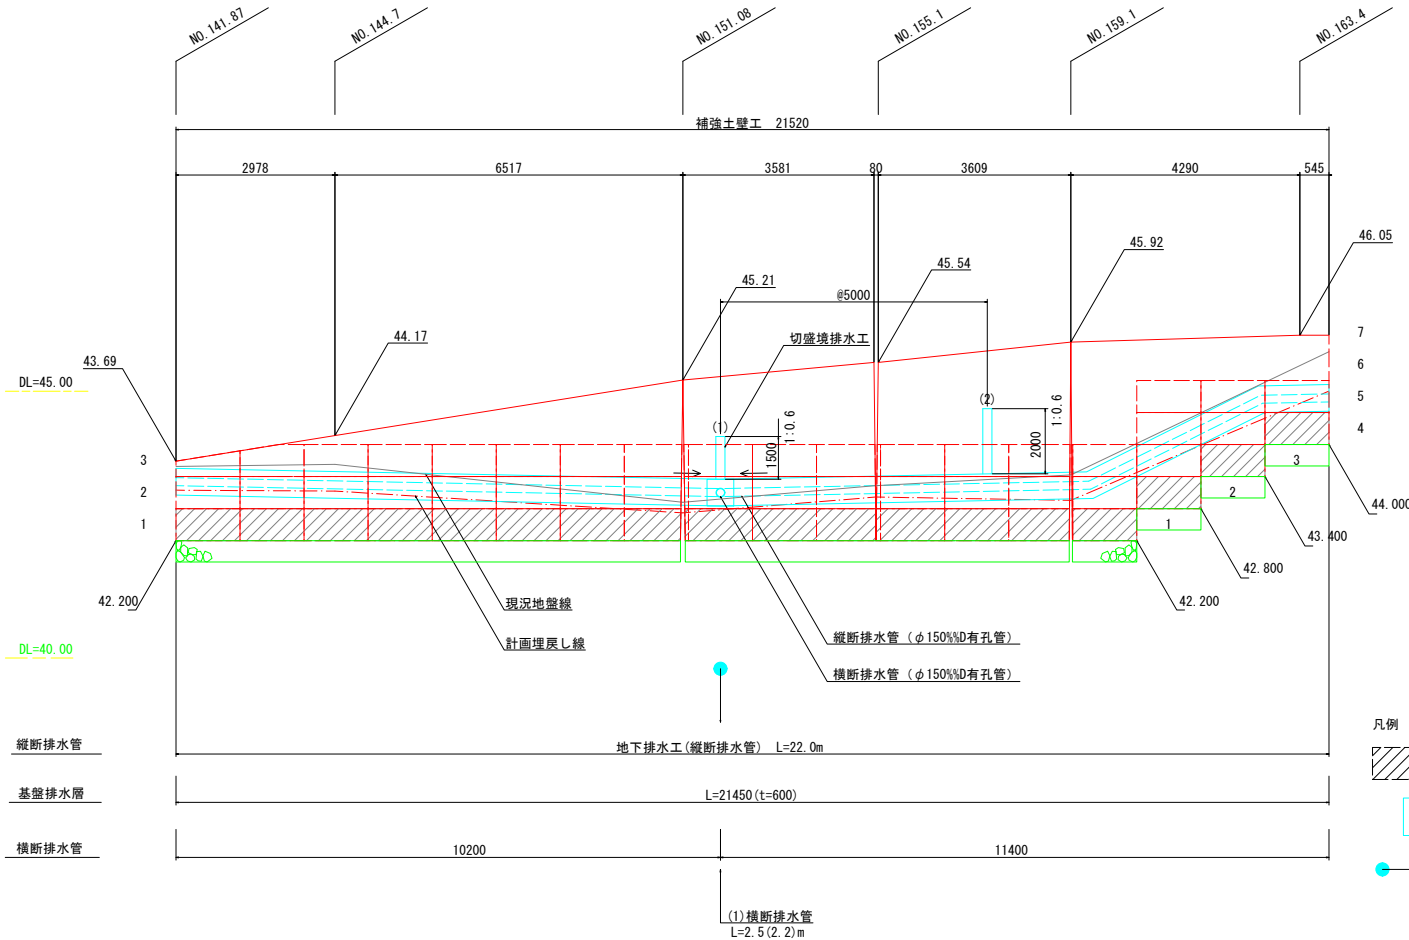 NO.141.87
NO.144.7
NO.151.08
NO.155.1
NO.159.1
NO.163.4
補強土壁工 21520
2978
6517
3581
80
3609
4290
545
46.05
45.92
45.54
45.21
@5000
切盛境排水工
44.17
43.69
DL=45.00
7
6
5
4
3
2
1
(1)
1500
1:0.6
(2)
2000
1:0.6
3
2
1
44.000
43.400
42.800
42.200
42.200
現況地盤線
計画埋戻し線
縦断排水管(φ150%%D有孔管)
横断排水管(φ150%%D有孔管)
DL=40.00
凡例
縦断排水管
地下排水工(縦断排水管) L=22.0m
基盤排水層
L=21450(t=600)
横断排水管
10200
11400
(1)横断排水管
L=2.5(2.2)m